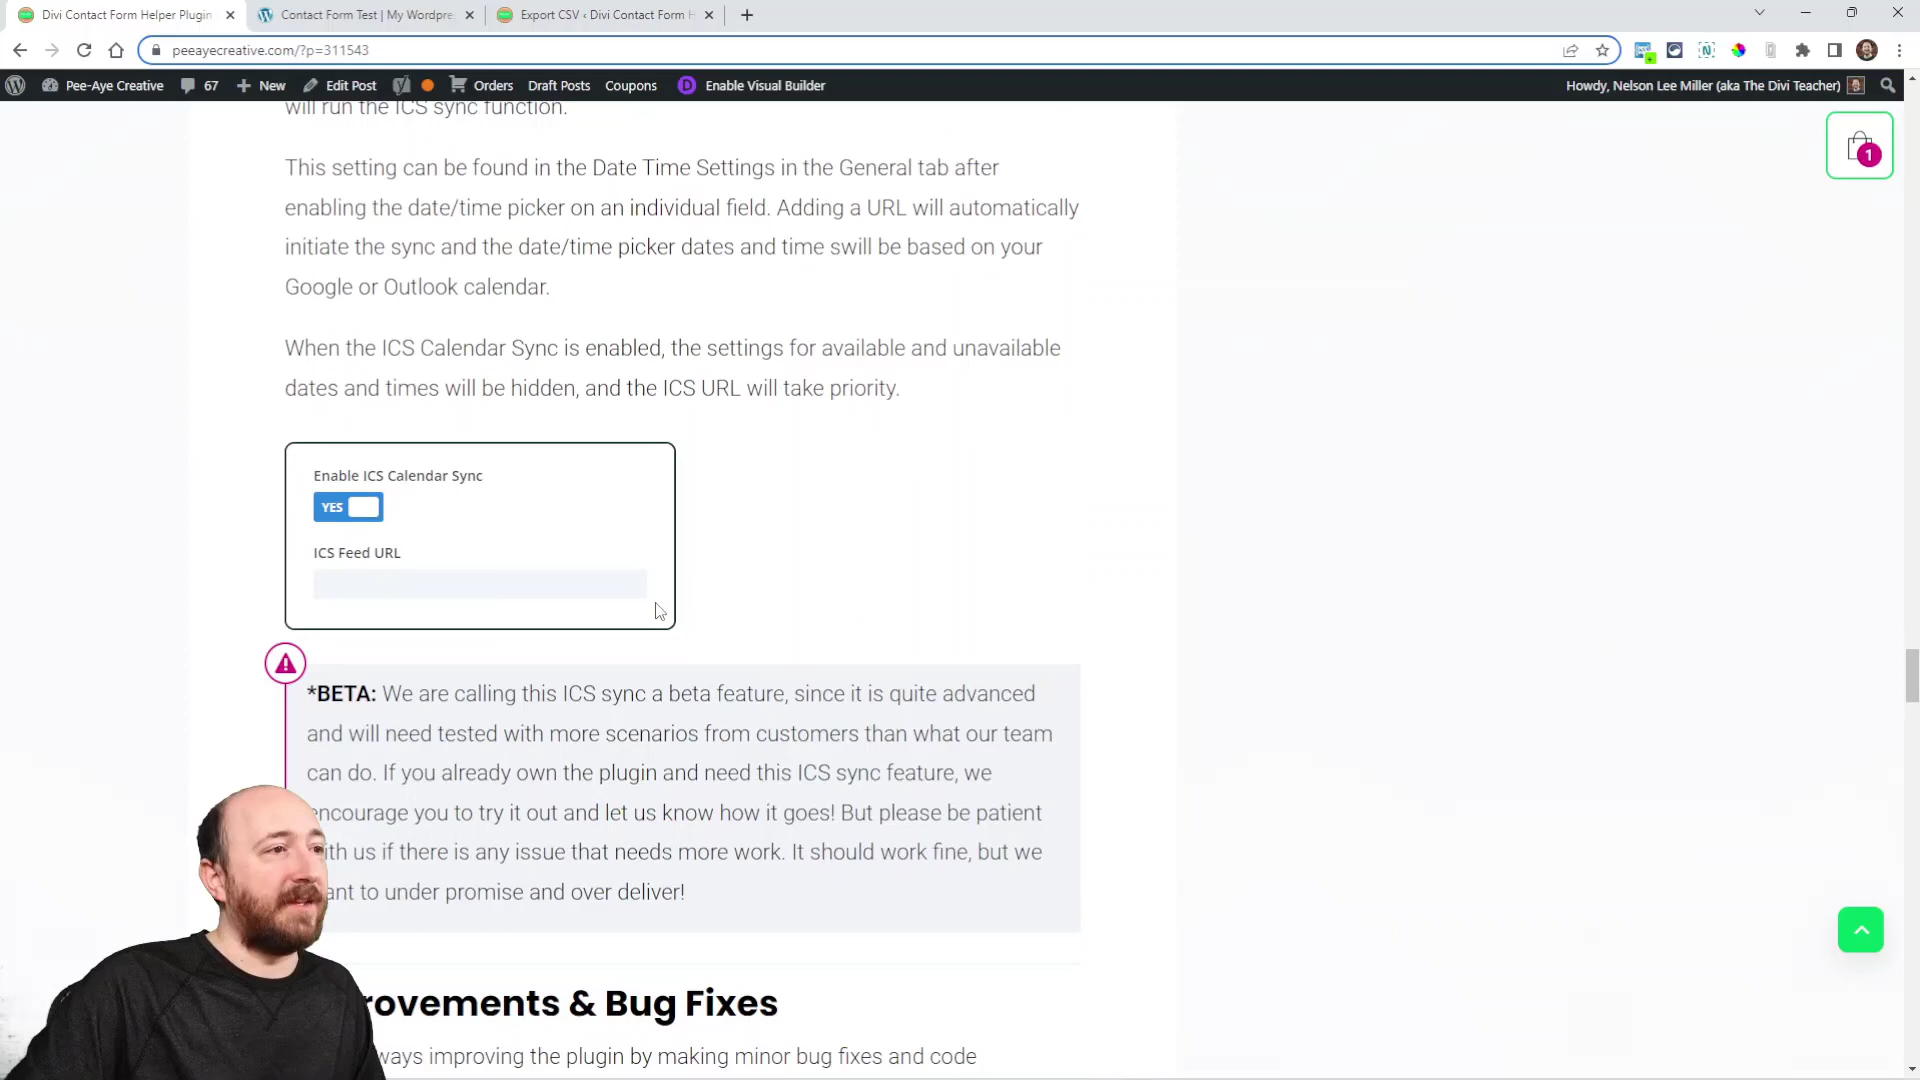 Divi Contact Form Helper Plugin
Contact Form Test | My Wordpre
Export CSV ‹ Divi Contact Form H
peeayecreative.com/?p=311543
Pee-Aye Creative
67
New
Edit Post
Orders
Draft Posts
Coupons
Enable Visual Builder
Howdy, Nelson Lee Miller (aka The Divi Teacher)
1
will run the ICS sync function.
This setting can be found in the Date Time Settings in the General tab after
enabling the date/time picker on an individual field. Adding a URL will automatically
initiate the sync and the date/time picker dates and time swill be based on your
Google or Outlook calendar.
When the ICS Calendar Sync is enabled, the settings for available and unavailable
dates and times will be hidden, and the ICS URL will take priority.
Enable ICS Calendar Sync
YES
ICS Feed URL
*BETA: We are calling this ICS sync a beta feature, since it is quite advanced
and will need tested with more scenarios from customers than what our team
can do. If you already own the plugin and need this ICS sync feature, we
encourage you to try it out and let us know how it goes! But please be patient
ith us if there is any issue that needs more work. It should work fine, but we
ant to under promise and over deliver!
rovements & Bug Fixes
ways improving the plugin by making minor bug fixes and code